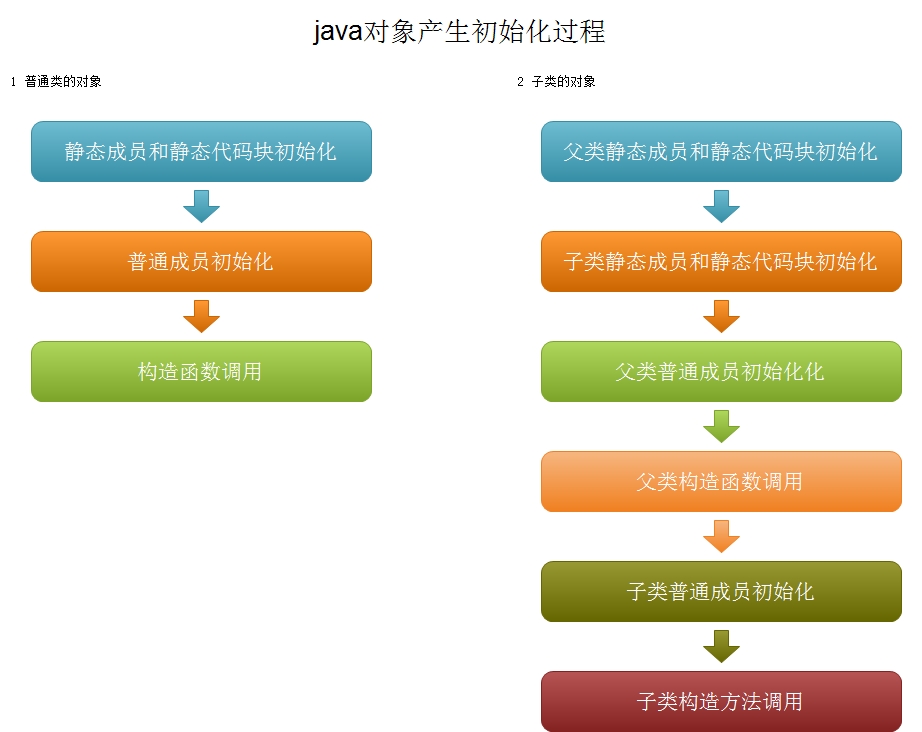 java对象产生初始化过程
1 普通类的对象
静态成员和静态代码块初始化
普通成员初始化
构造函数调用
2 子类的对象
父类静态成员和静态代码块初始化
子类静态成员和静态代码块初始化
父类普通成员初始化化
父类构造函数调用
子类普通成员初始化
子类构造方法调用